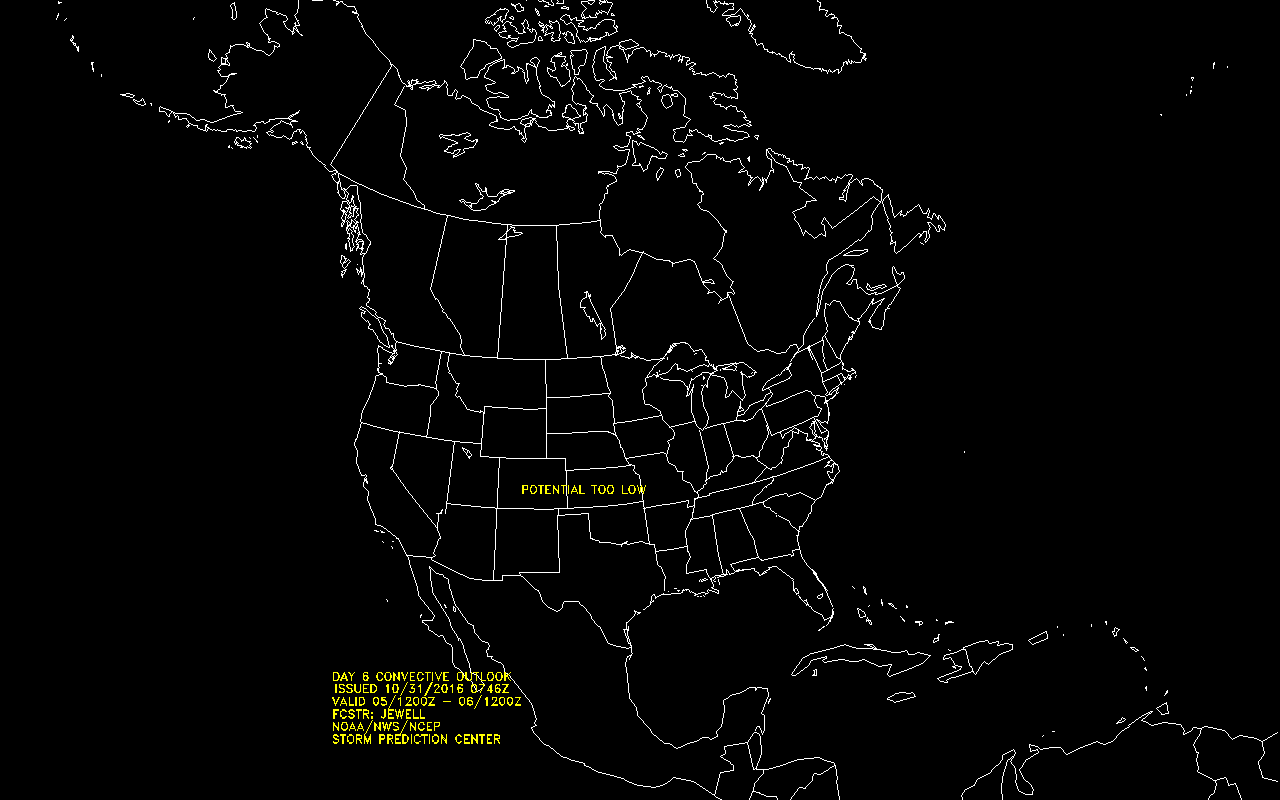 POTENTIAL TOO LOW
DAY 6 CONVECTIVE OUTLOOK
ISSUED 10/31/2016 0746Z
VALID 05/1200Z - 06/1200Z
FCSTR: JEWELL
NOAA/NWS/NCEP
STORM PREDICTION CENTER